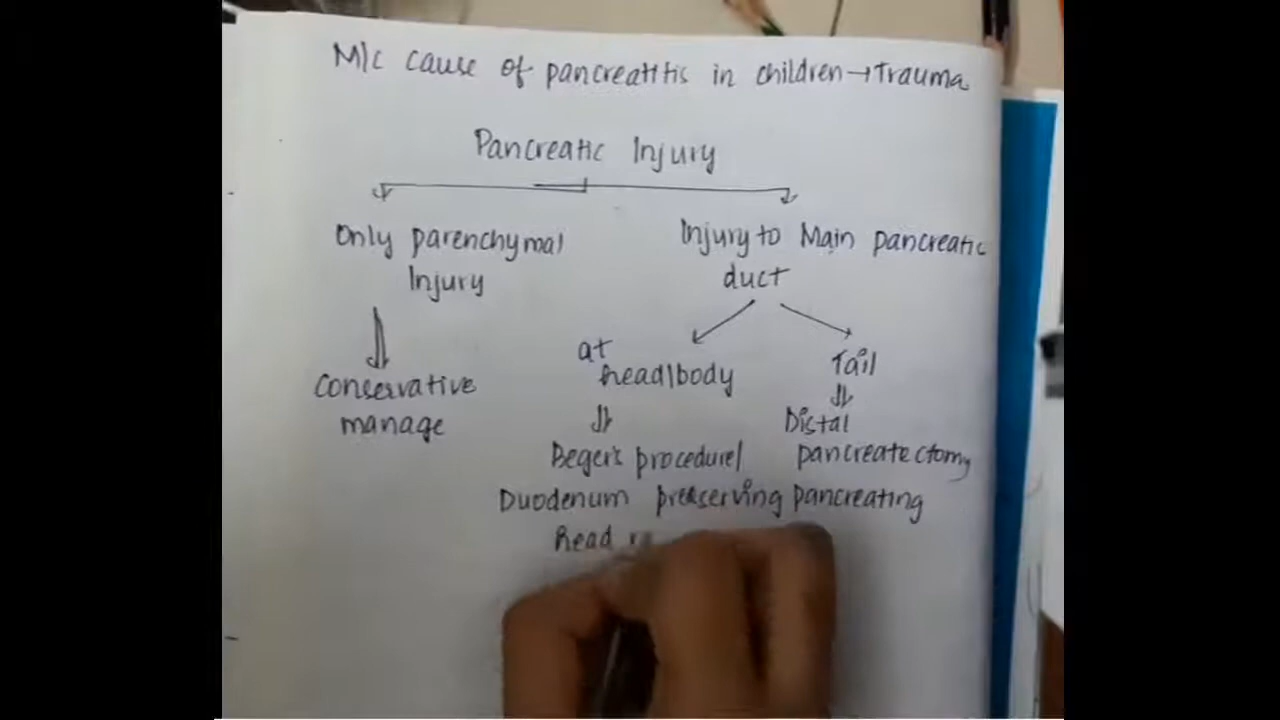 M/c cause of pancreatitis in children → Trauma
Pancreatic Injury
Only parenchymal
Injury
Injury to Main pancreatic
duct
Conservative
manage
at
head/body
Tail
Distal
pancreatectomy
Beger's procedure/
Duodenum preserving pancreating
head